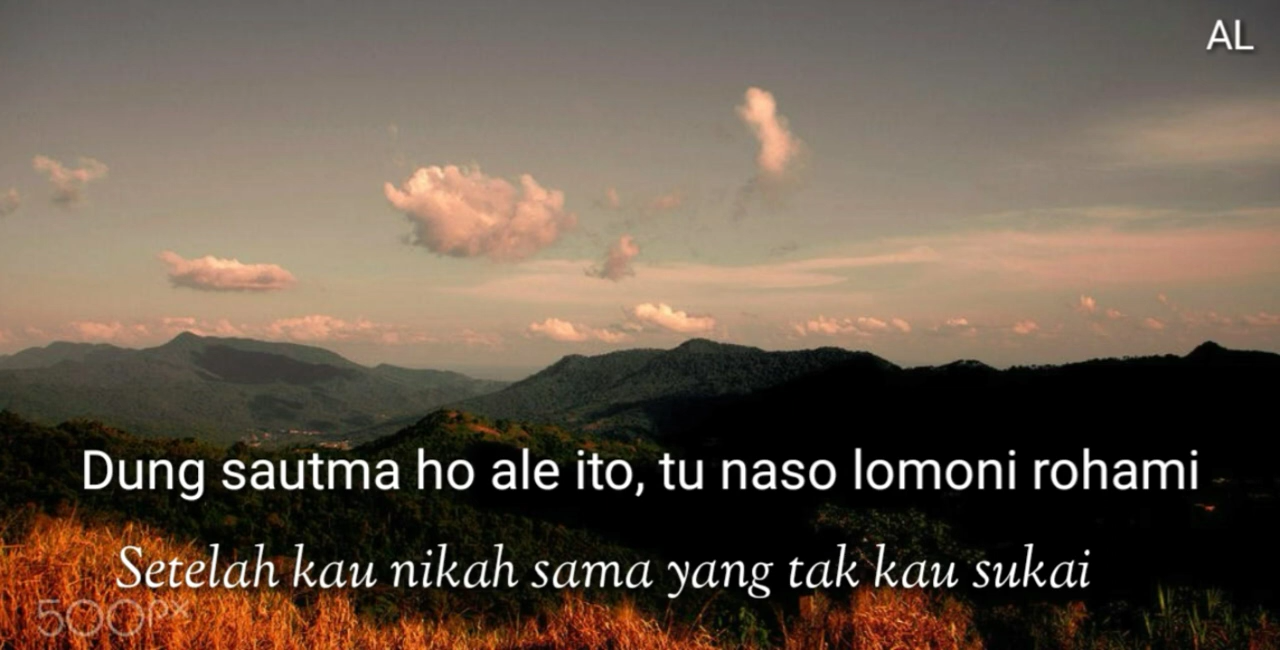 AL
Dung sautma ho ale ito, tu naso lomoni rohami
Setelah kau nikah sama yang tak kau sukai
500px